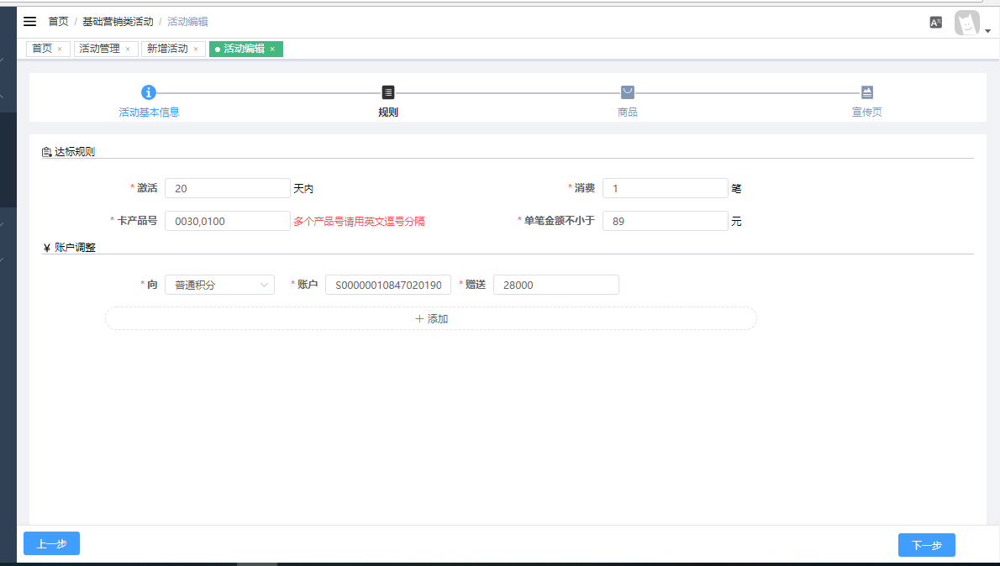 首页 / 基础营销类活动 / 活动编辑
首页 × 活动管理 × 新增活动 × 活动编辑 ×
活动基本信息 规则 商品 宣传页
达标规则
* 激活 20 天内 * 消费 1 笔
* 卡产品号 0030,0100 多个产品号请用英文逗号分隔 * 单笔金额不小于 89 元
¥ 账户调整
* 向 普通积分 * 账户 S00000010847020190 * 赠送 28000
+ 添加
上一步 下一步